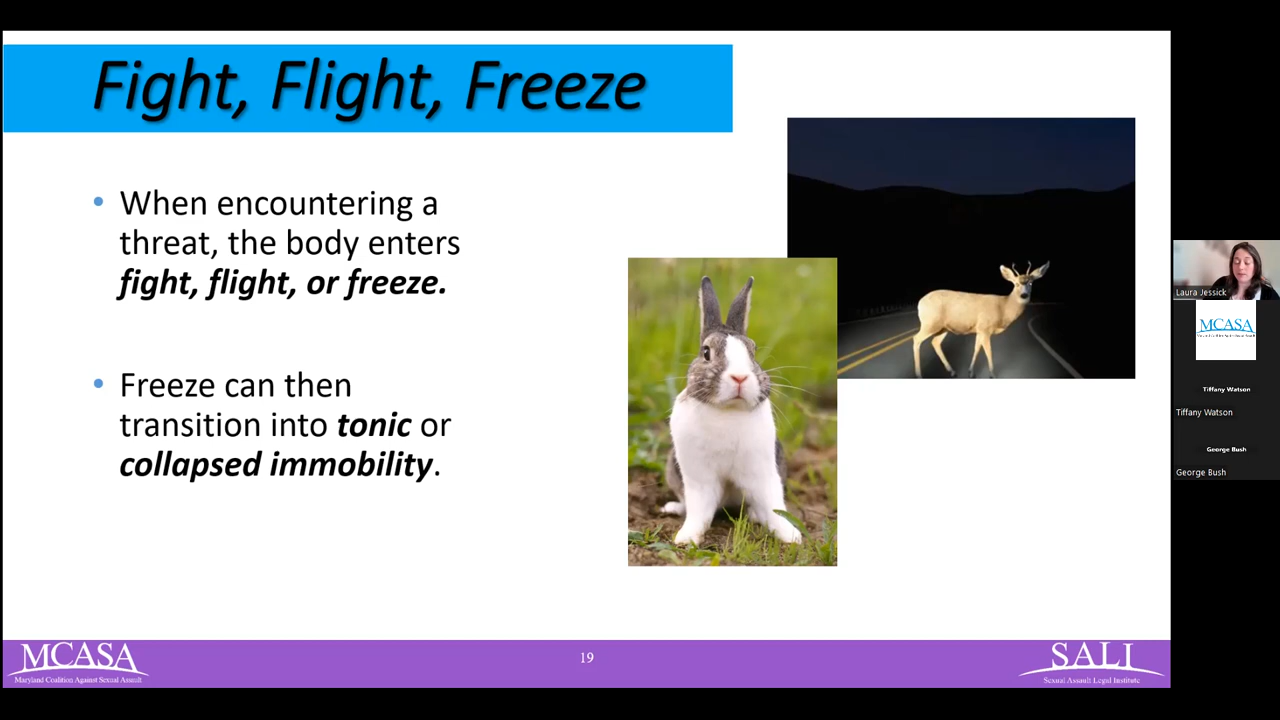 Fight, Flight, Freeze
• When encountering a
threat, the body enters
fight, flight, or freeze.
• Freeze can then
transition into tonic or
collapsed immobility.
MCASA
Maryland Coalition Against Sexual Assault
19
SALI
Sexual Assault Legal Institute
Laura Jessick
MCASA
Tiffany Watson
Tiffany Watson
George Bush
George Bush